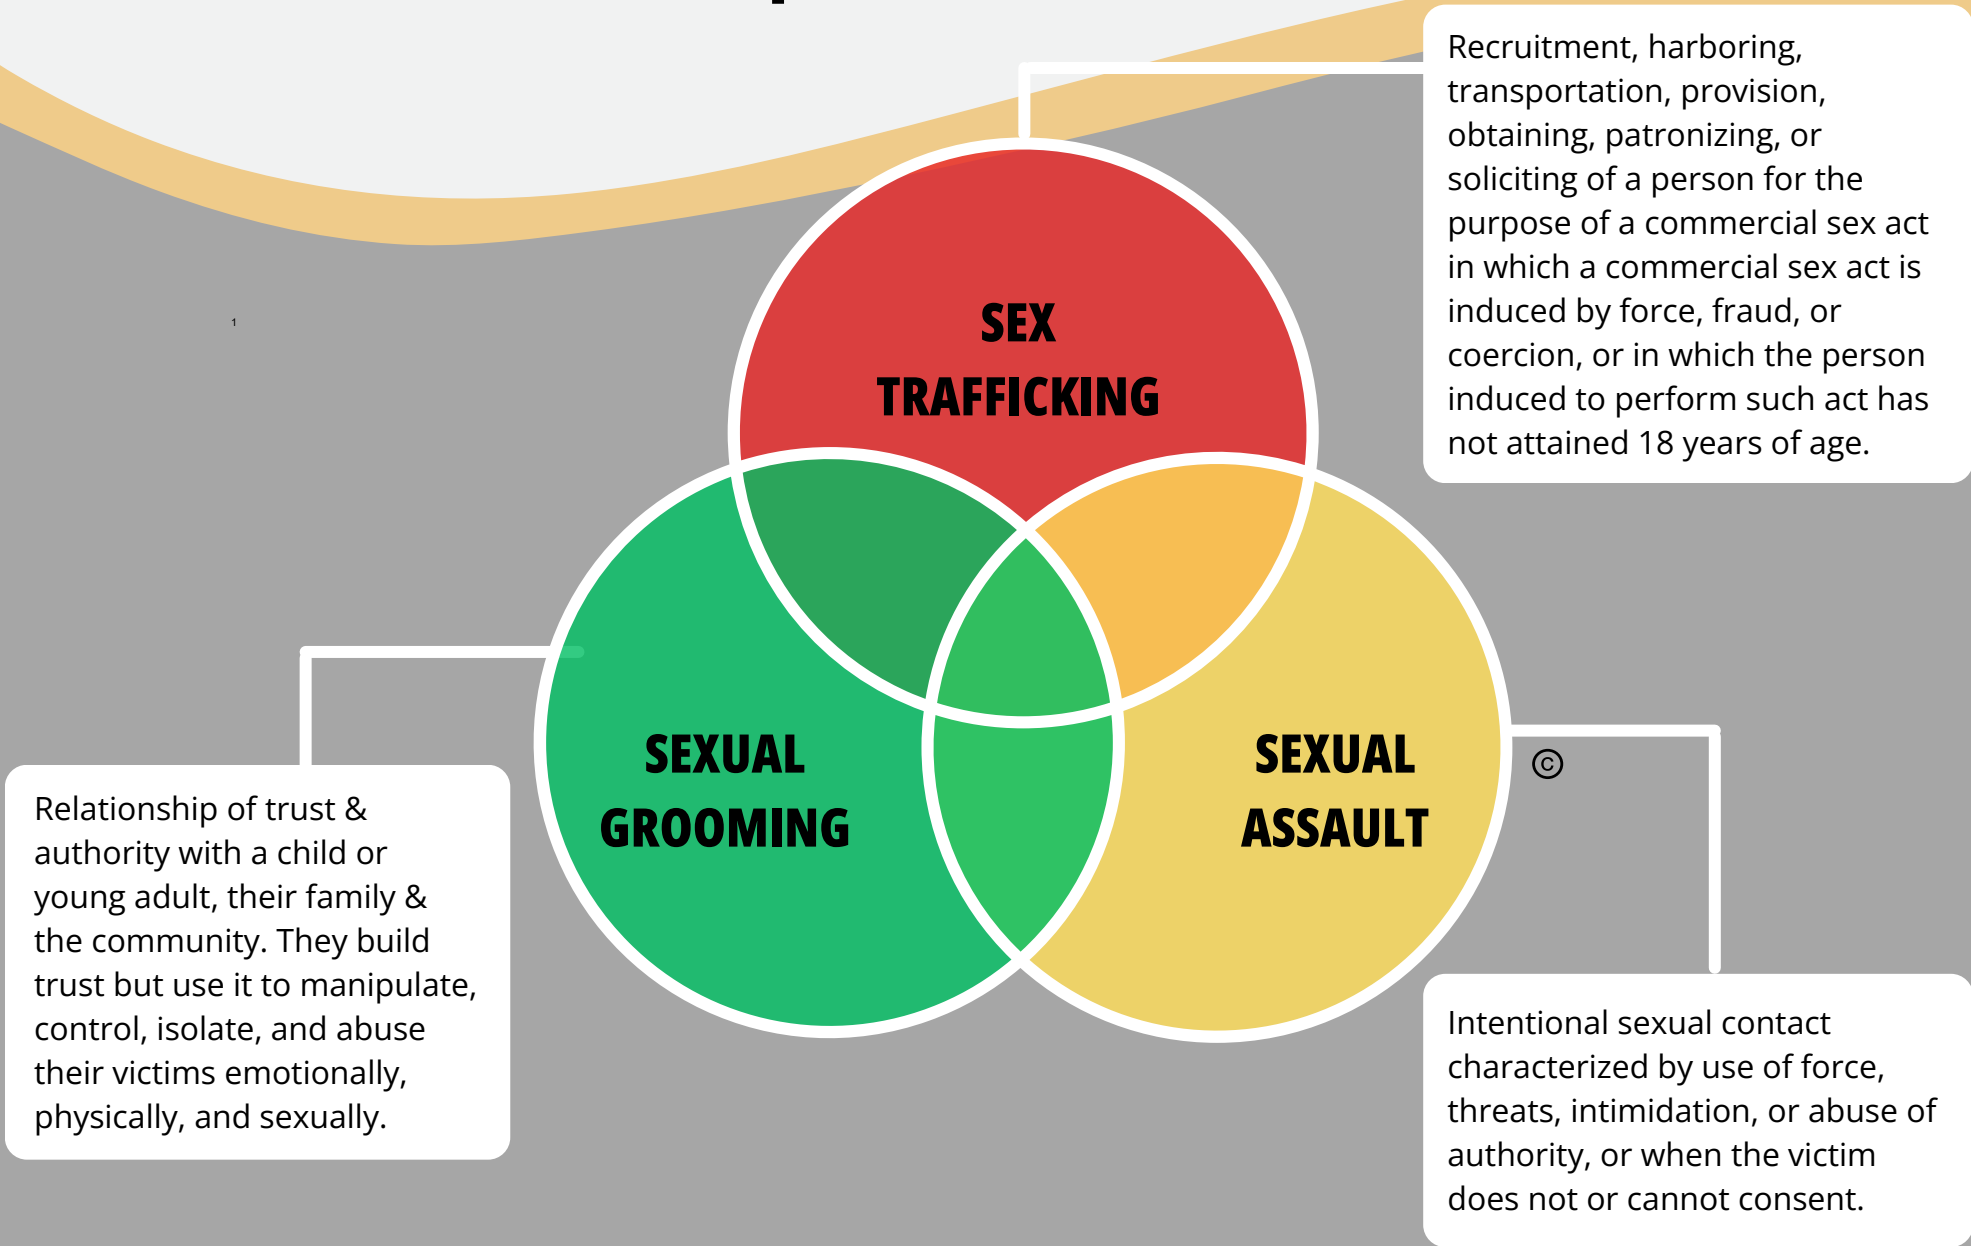 Recruitment, harboring,
transportation, provision,
obtaining, patronizing, or
soliciting of a person for the
purpose of a commercial sex act
in which a commercial sex act is
induced by force, fraud, or
coercion, or in which the person
induced to perform such act has
not attained 18 years of age.
1
SEX
TRAFFICKING
SEXUAL
GROOMING
SEXUAL
ASSAULT
©
Relationship of trust &
authority with a child or
young adult, their family &
the community. They build
trust but use it to manipulate,
control, isolate, and abuse
their victims emotionally,
physically, and sexually.
Intentional sexual contact
characterized by use of force,
threats, intimidation, or abuse of
authority, or when the victim
does not or cannot consent.